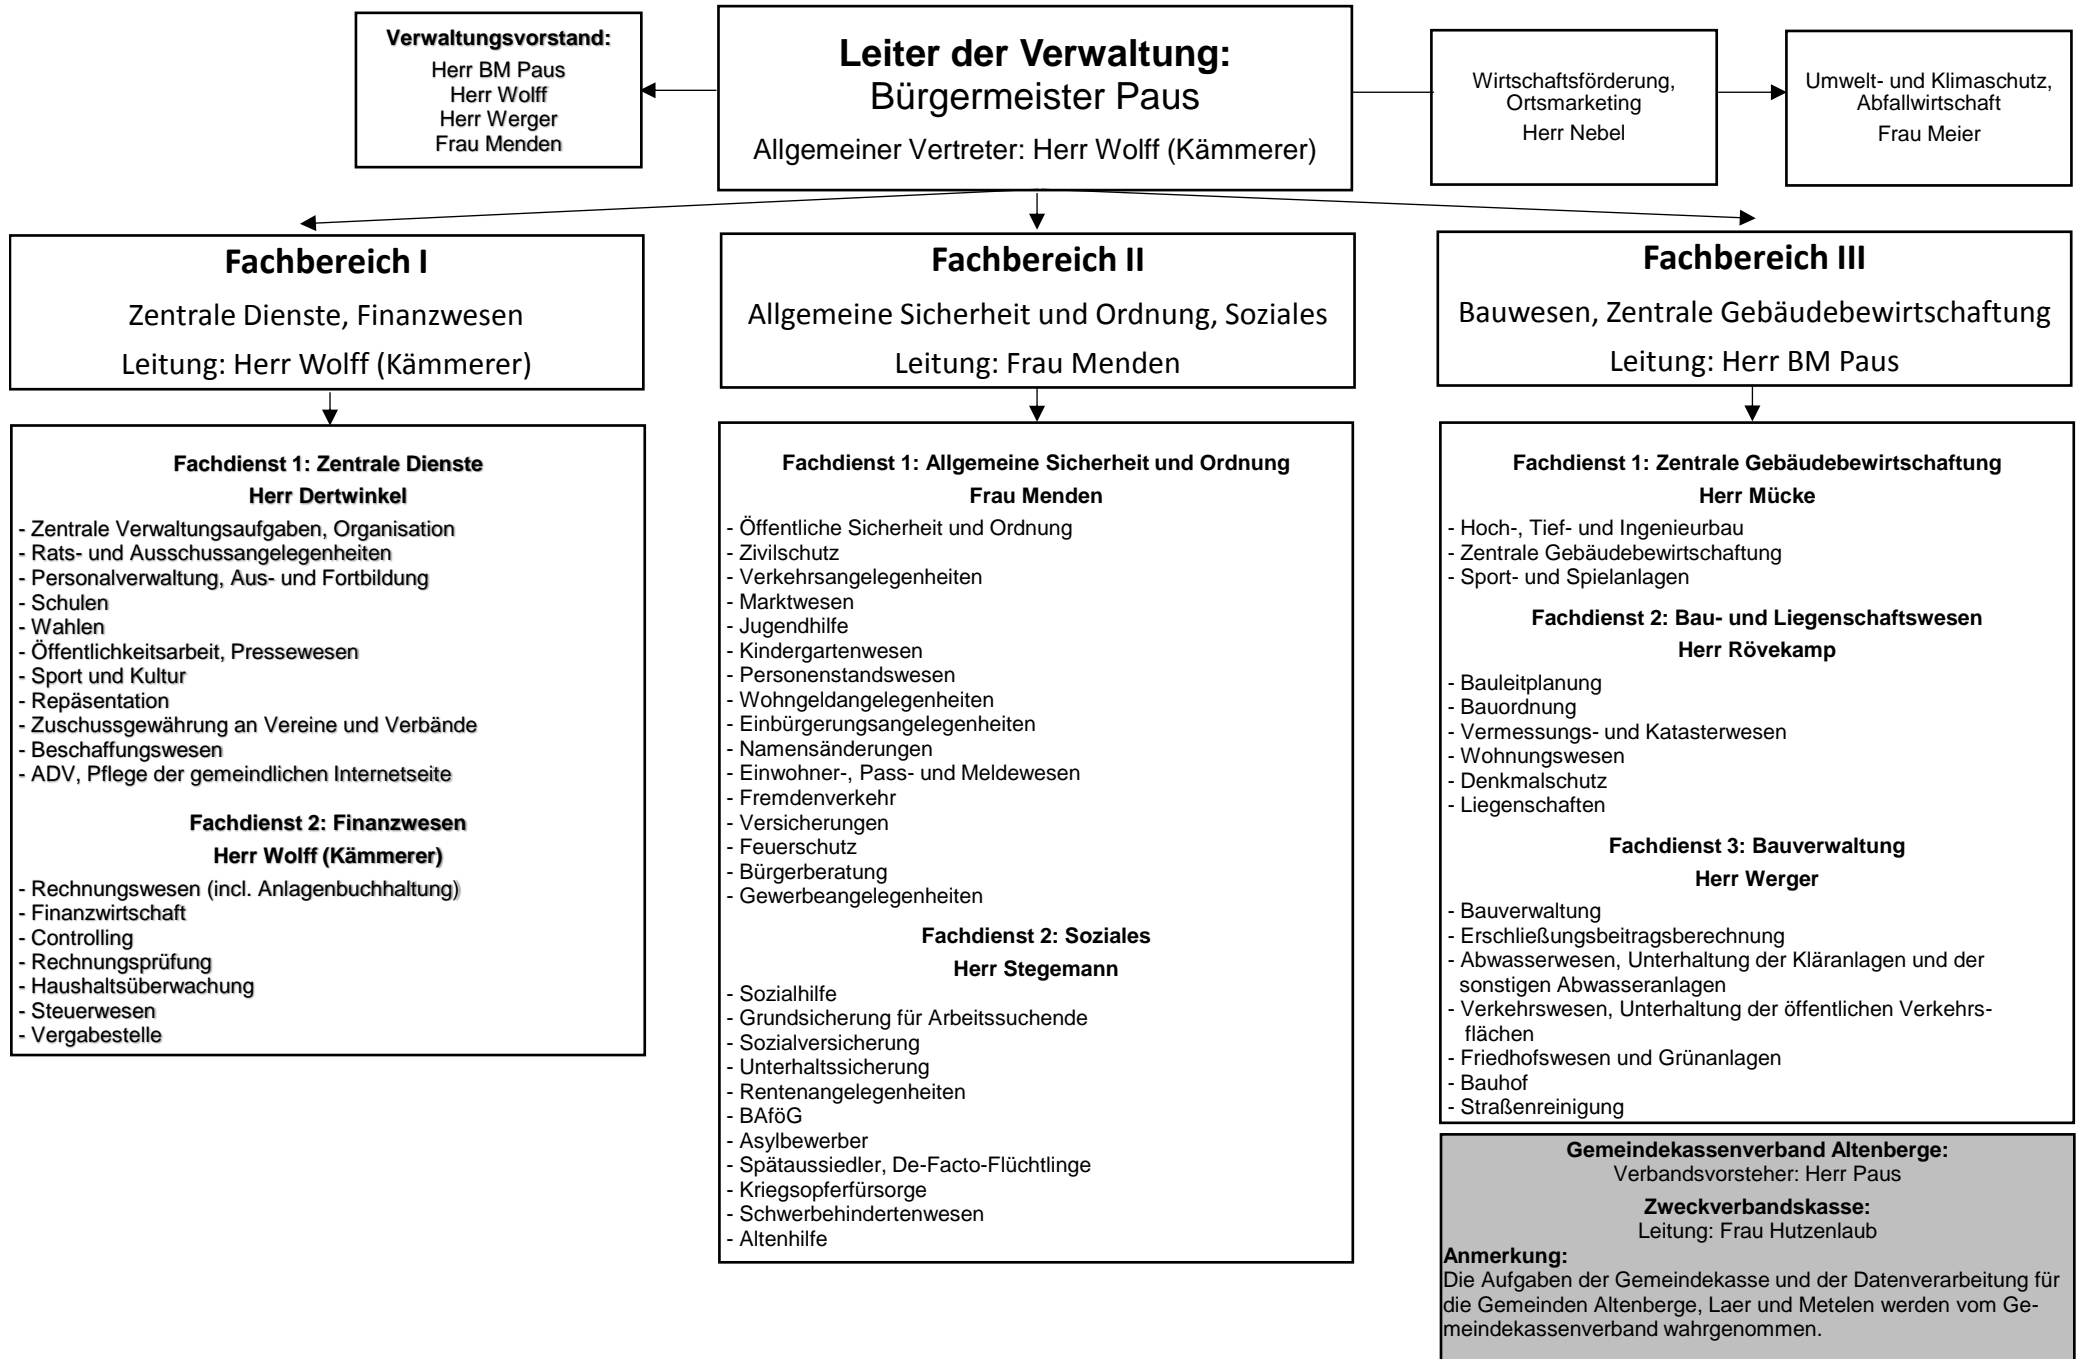 Verwaltungsvorstand:
Herr BM Paus
Herr Wolff
Herr Werger
Frau Menden
Leiter der Verwaltung:
Bürgermeister Paus
Allgemeiner Vertreter: Herr Wolff (Kämmerer)
Wirtschaftsförderung,
Ortsmarketing
Herr Nebel
Umwelt- und Klimaschutz,
Abfallwirtschaft
Frau Meier
Fachbereich I
Zentrale Dienste, Finanzwesen
Leitung: Herr Wolff (Kämmerer)
Fachbereich II
Allgemeine Sicherheit und Ordnung, Soziales
Leitung: Frau Menden
Fachbereich III
Bauwesen, Zentrale Gebäudebewirtschaftung
Leitung: Herr BM Paus
Fachdienst 1: Zentrale Dienste
Herr Dertwinkel
- Zentrale Verwaltungsaufgaben, Organisation
- Rats- und Ausschussangelegenheiten
- Personalverwaltung, Aus- und Fortbildung
- Schulen
- Wahlen
- Öffentlichkeitsarbeit, Pressewesen
- Sport und Kultur
- Repäsentation
- Zuschussgewährung an Vereine und Verbände
- Beschaffungswesen
- ADV, Pflege der gemeindlichen Internetseite
Fachdienst 2: Finanzwesen
Herr Wolff (Kämmerer)
- Rechnungswesen (incl. Anlagenbuchhaltung)
- Finanzwirtschaft
- Controlling
- Rechnungsprüfung
- Haushaltsüberwachung
- Steuerwesen
- Vergabestelle
Fachdienst 1: Allgemeine Sicherheit und Ordnung
Frau Menden
- Öffentliche Sicherheit und Ordnung
- Zivilschutz
- Verkehrsangelegenheiten
- Marktwesen
- Jugendhilfe
- Kindergartenwesen
- Personenstandswesen
- Wohngeldangelegenheiten
- Einbürgerungsangelegenheiten
- Namensänderungen
- Einwohner-, Pass- und Meldewesen
- Fremdenverkehr
- Versicherungen
- Feuerschutz
- Bürgerberatung
- Gewerbeangelegenheiten
Fachdienst 2: Soziales
Herr Stegemann
- Sozialhilfe
- Grundsicherung für Arbeitssuchende
- Sozialversicherung
- Unterhaltssicherung
- Rentenangelegenheiten
- BAföG
- Asylbewerber
- Spätaussiedler, De-Facto-Flüchtlinge
- Kriegsopferfürsorge
- Schwerbehindertenwesen
- Altenhilfe
Fachdienst 1: Zentrale Gebäudebewirtschaftung
Herr Mücke
- Hoch-, Tief- und Ingenieurbau
- Zentrale Gebäudebewirtschaftung
- Sport- und Spielanlagen
Fachdienst 2: Bau- und Liegenschaftswesen
Herr Rövekamp
- Bauleitplanung
- Bauordnung
- Vermessungs- und Katasterwesen
- Wohnungswesen
- Denkmalschutz
- Liegenschaften
Fachdienst 3: Bauverwaltung
Herr Werger
- Bauverwaltung
- Erschließungsbeitragsberechnung
- Abwasserwesen, Unterhaltung der Kläranlagen und der
sonstigen Abwasseranlagen
- Verkehrswesen, Unterhaltung der öffentlichen Verkehrs-
flächen
- Friedhofswesen und Grünanlagen
- Bauhof
- Straßenreinigung
Gemeindekassenverband Altenberge:
Verbandsvorsteher: Herr Paus
Zweckverbandskasse:
Leitung: Frau Hutzenlaub
Anmerkung:
Die Aufgaben der Gemeindekasse und der Datenverarbeitung für
die Gemeinden Altenberge, Laer und Metelen werden vom Ge-
meindekassenverband wahrgenommen.